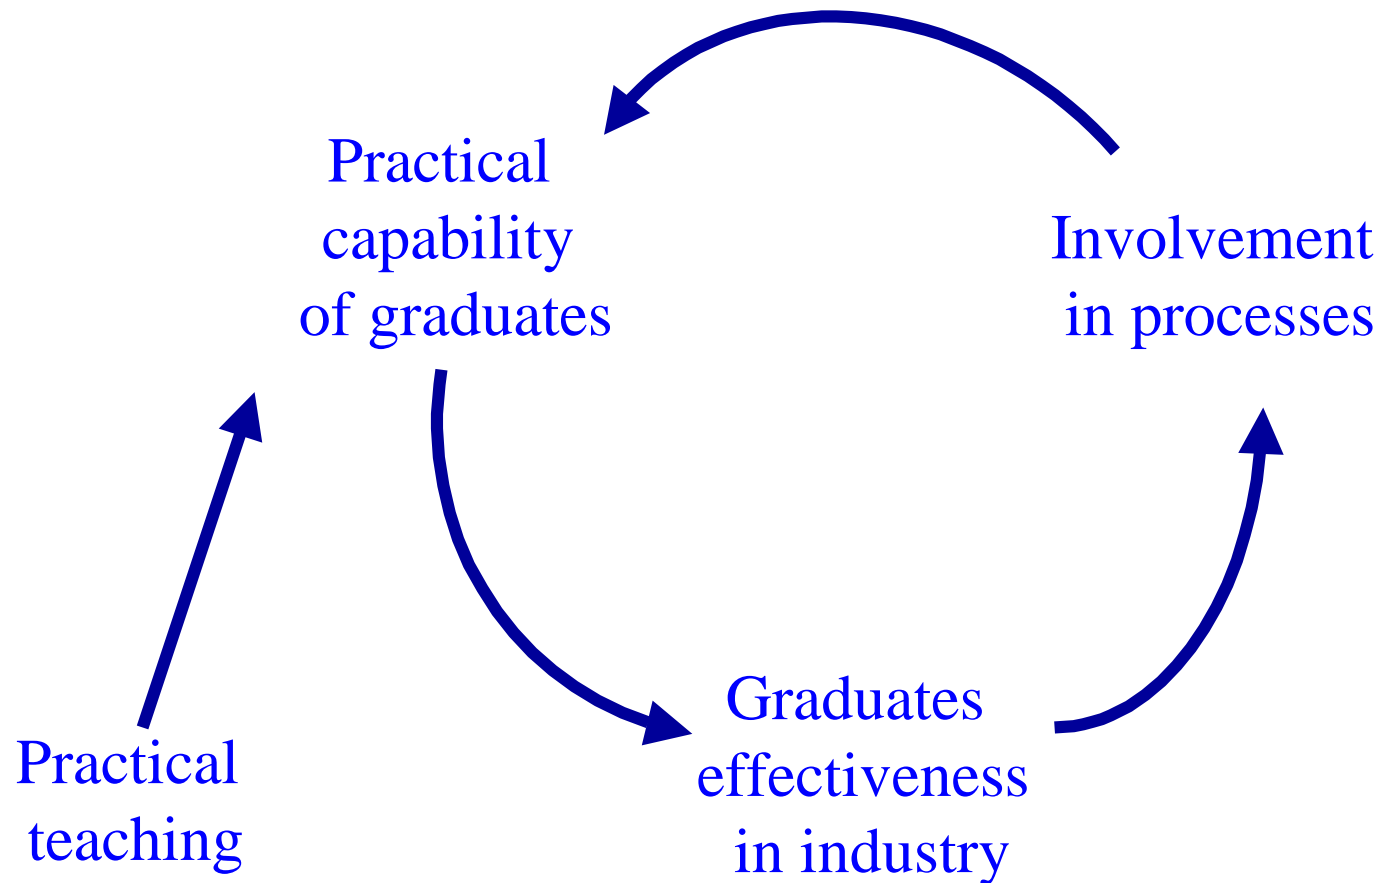 Practical
capability
of graduates
Involvement
in processes
Graduates
effectiveness
in industry
Practical
teaching